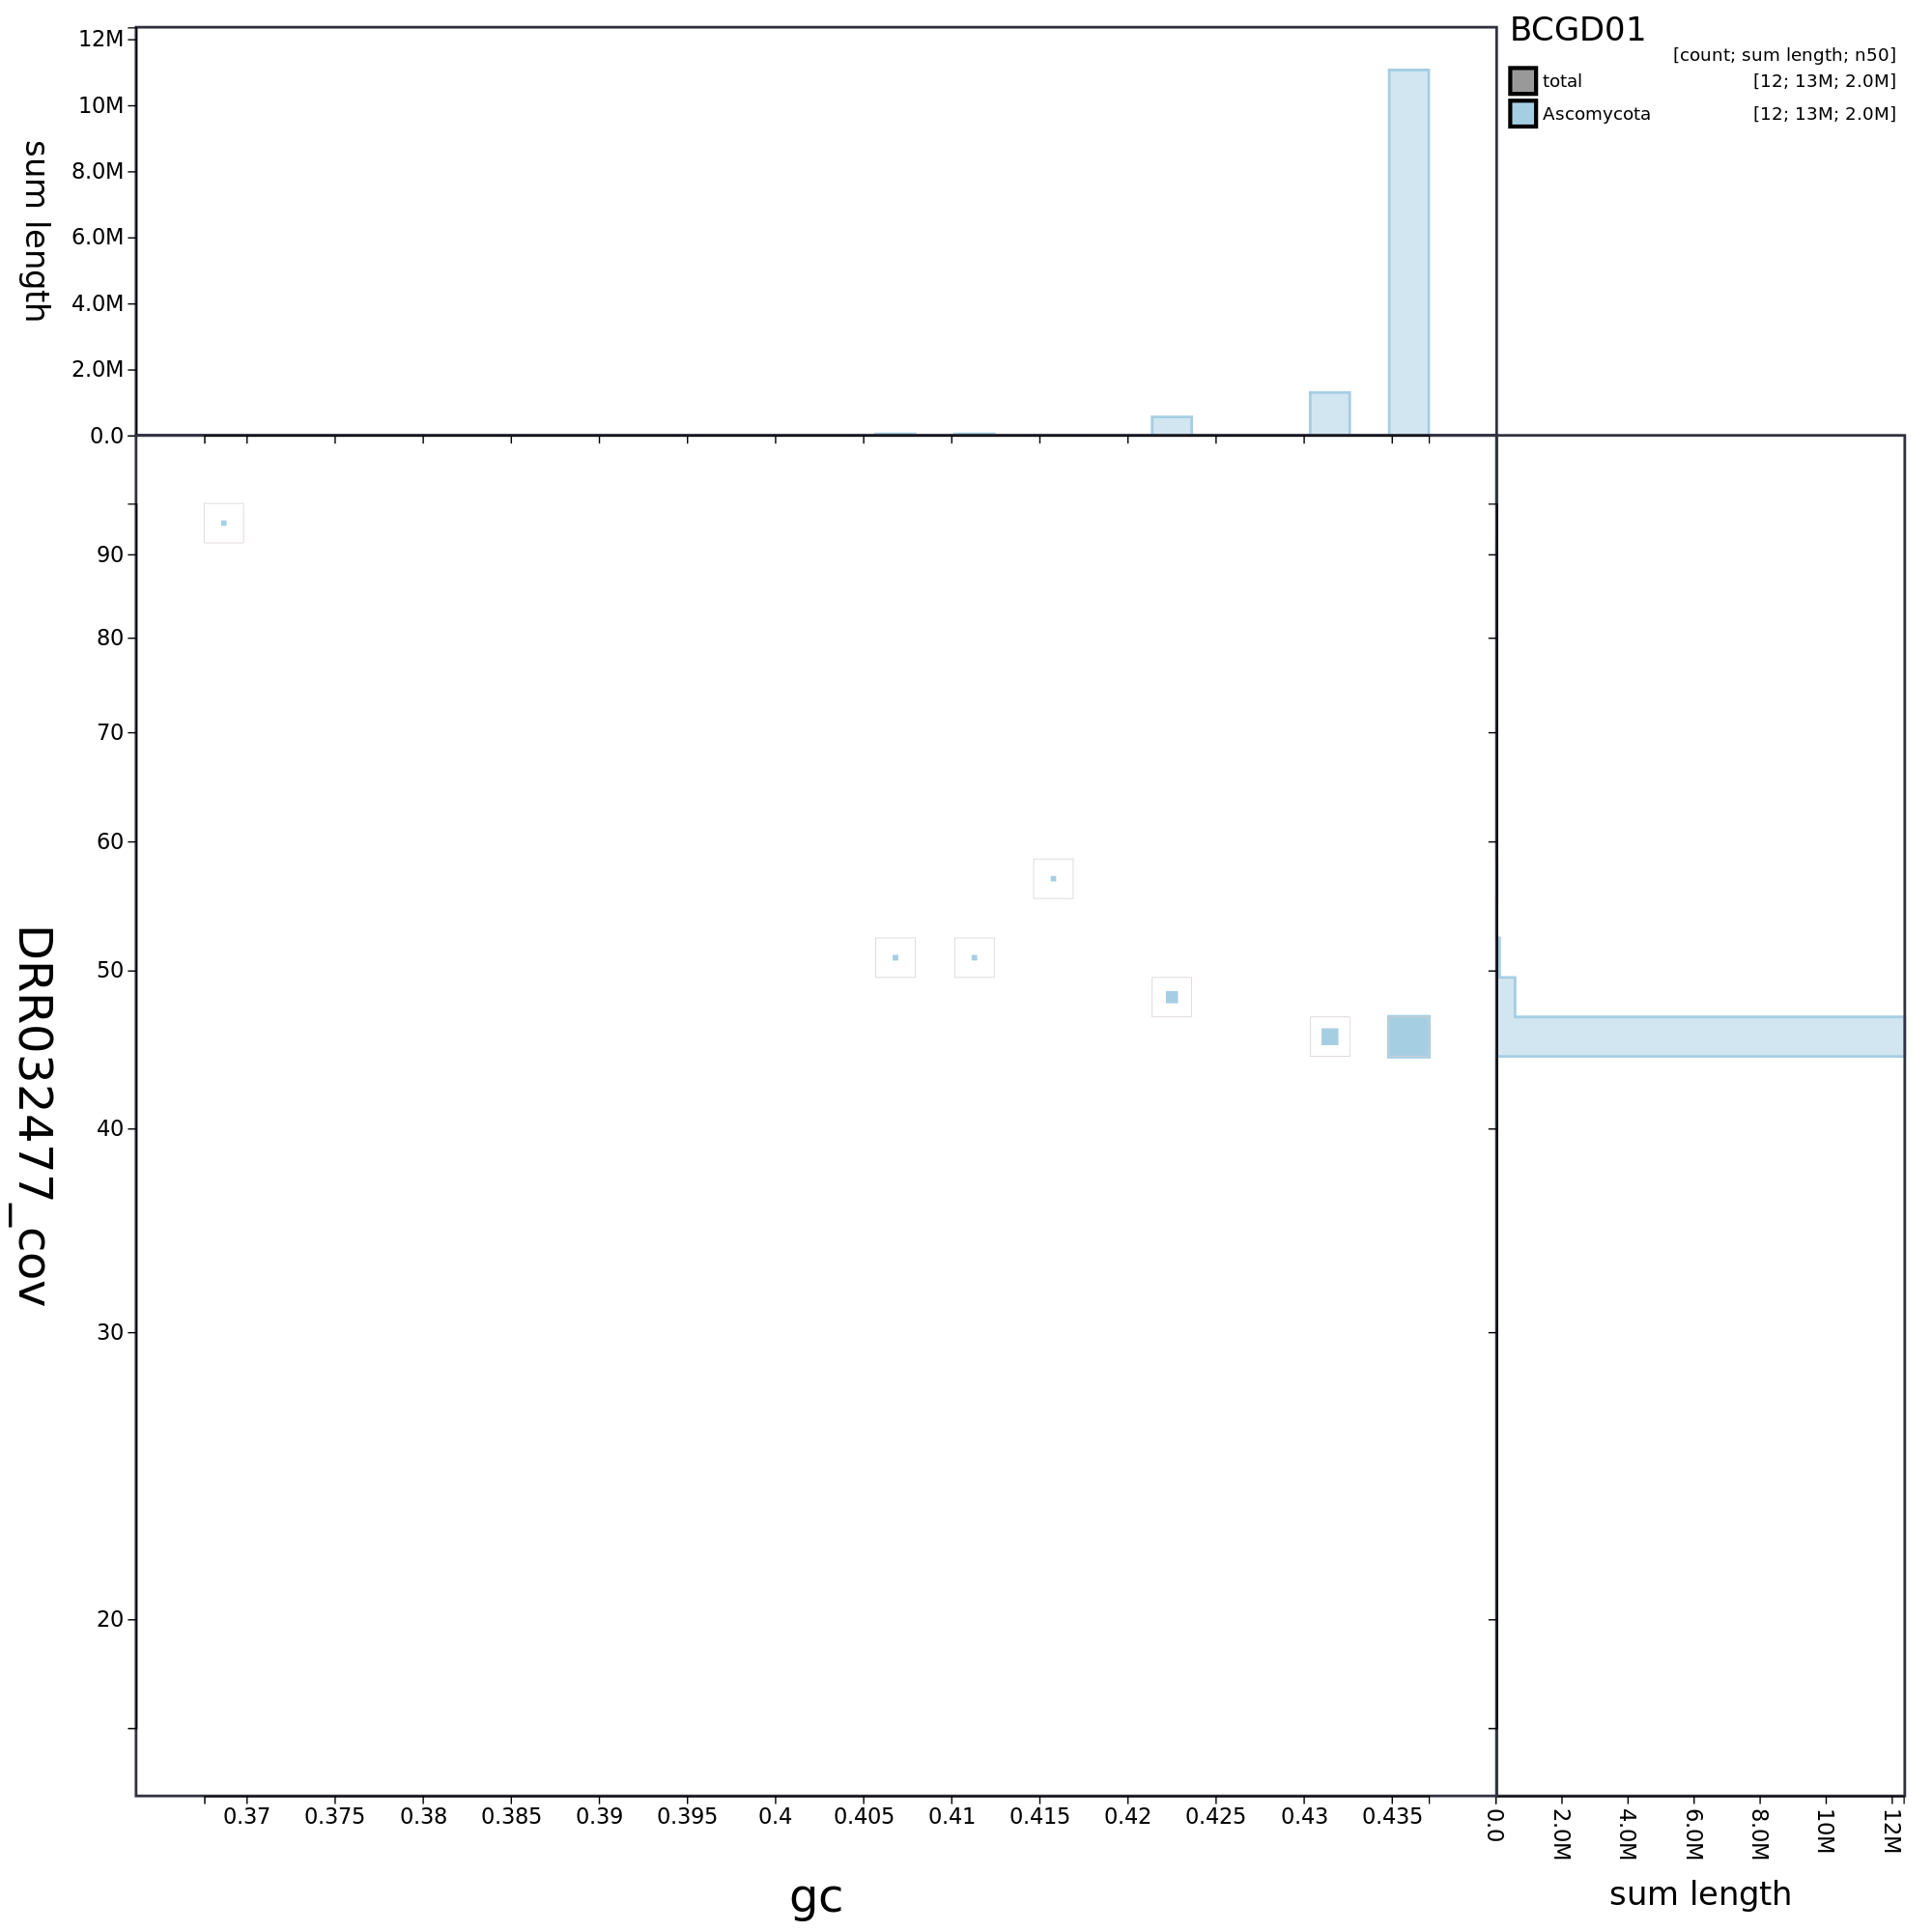 BCGD01
[count; sum length; n50]
total [12; 13M; 2.0M]
Ascomycota [12; 13M; 2.0M]
sum length
12M
10M
8.0M
6.0M
4.0M
2.0M
0.0
DRR032477_cov
90
80
70
60
50
40
30
20
0.37 0.375 0.38 0.385 0.39 0.395 0.4 0.405 0.41 0.415 0.42 0.425 0.43 0.435
gc
0.0 2.0M 4.0M 6.0M 8.0M 10M 12M
sum length